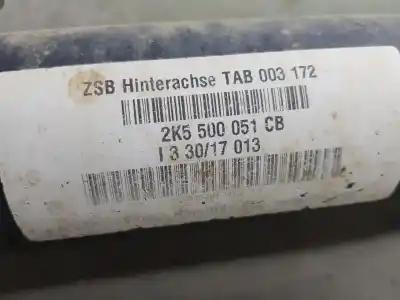 ZSB Hinterachse TAB 003 172
2K5 500 051 CB
I 3 30/17 013